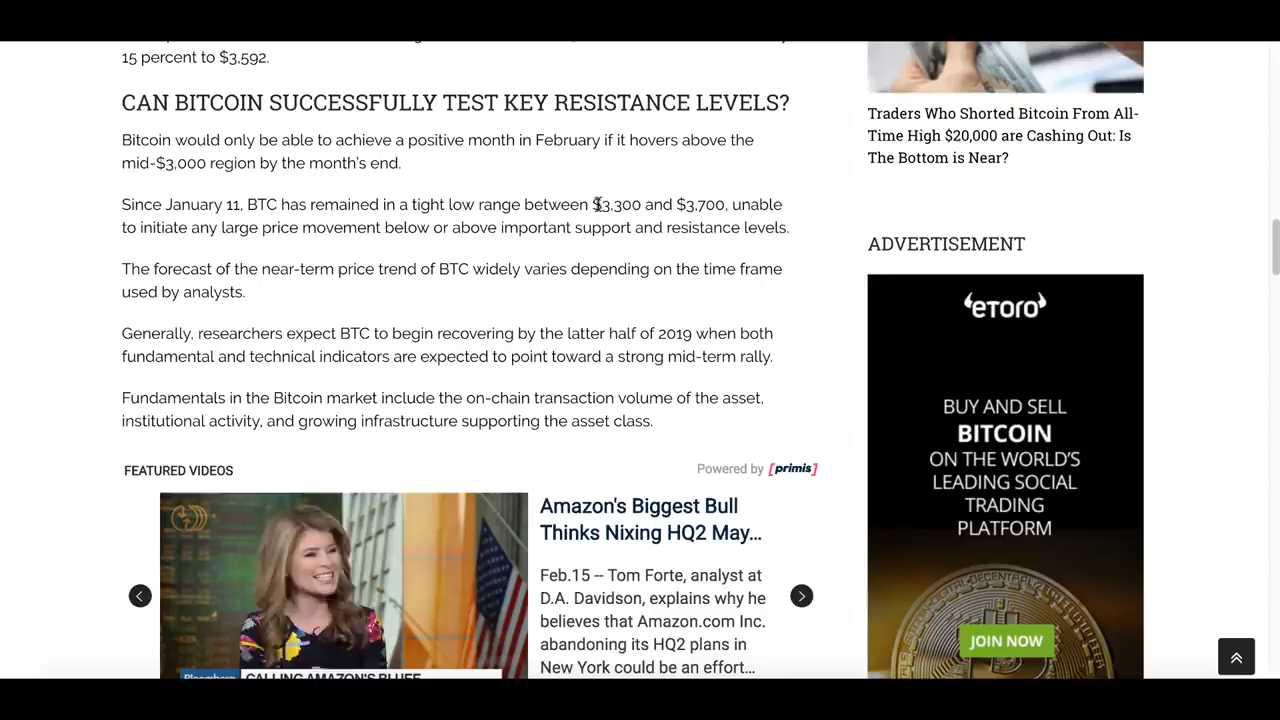 15 percent to $3,592.
CAN BITCOIN SUCCESSFULLY TEST KEY RESISTANCE LEVELS?
Bitcoin would only be able to achieve a positive month in February if it hovers above the
mid-$3,000 region by the month's end.
Since January 11, BTC has remained in a tight low range between $3,300 and $3,700, unable
to initiate any large price movement below or above important support and resistance levels.
The forecast of the near-term price trend of BTC widely varies depending on the time frame
used by analysts.
Generally, researchers expect BTC to begin recovering by the latter half of 2019 when both
fundamental and technical indicators are expected to point toward a strong mid-term rally.
Fundamentals in the Bitcoin market include the on-chain transaction volume of the asset,
institutional activity, and growing infrastructure supporting the asset class.
FEATURED VIDEOS
Powered by [primis]
Amazon's Biggest Bull
Thinks Nixing HQ2 May...
Feb.15 -- Tom Forte, analyst at
D.A. Davidson, explains why he
believes that Amazon.com Inc.
abandoning its HQ2 plans in
New York could be an effort...
Bloomberg
CALLING AMAZON'S BLUFF
Traders Who Shorted Bitcoin From All-
Time High $20,000 are Cashing Out: Is
The Bottom is Near?
ADVERTISEMENT
eToro
BUY AND SELL
BITCOIN
ON THE WORLD'S
LEADING SOCIAL
TRADING
PLATFORM
JOIN NOW